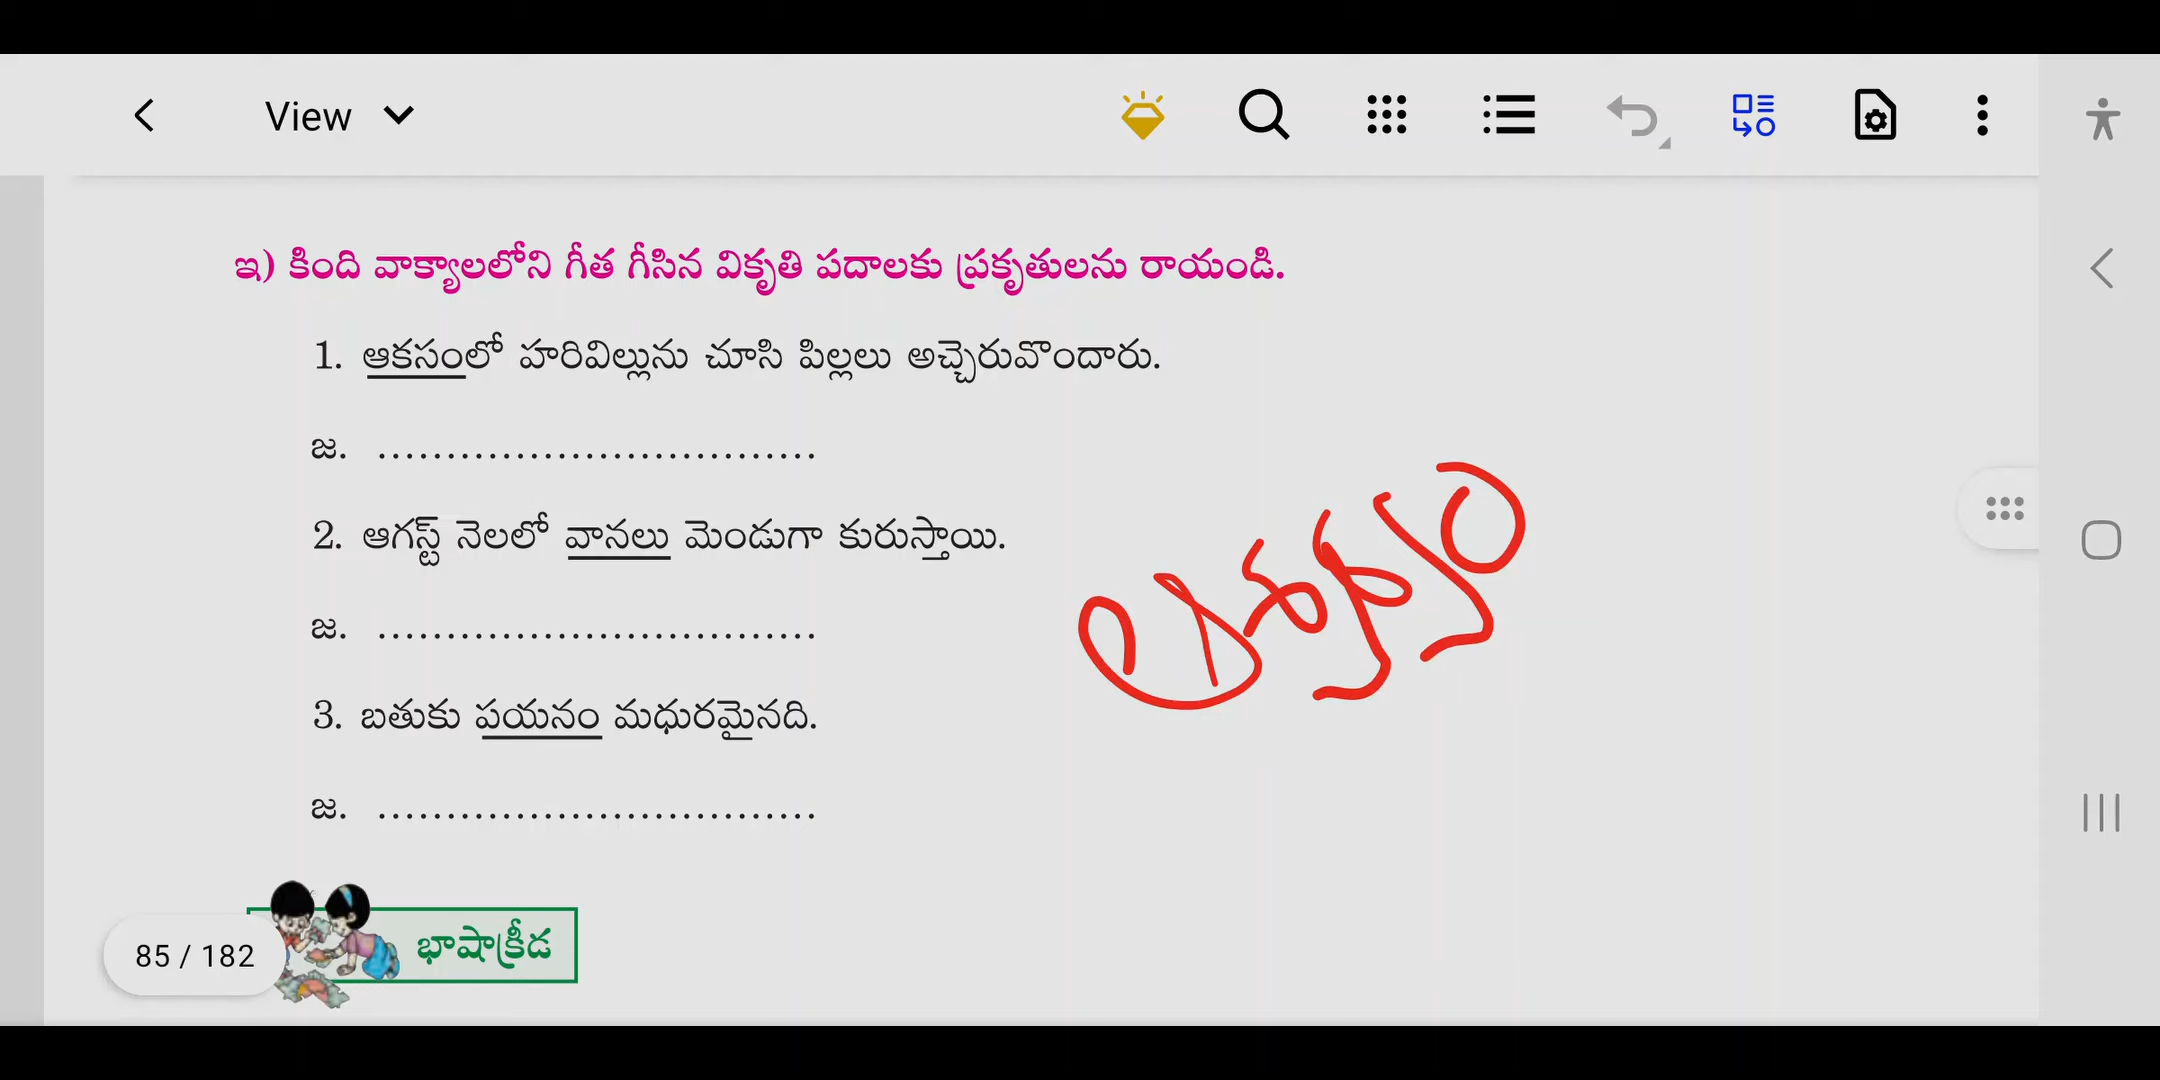 View
ఇ) కింది వాక్యాలలోని గీత గీసిన వికృతి పదాలకు ప్రకృతులను రాయండి.
1. ఆకసంలో హరివిల్లును చూసి పిల్లలు అచ్చెరువొందారు.
జ. ................................
2. ఆగస్ట్ నెలలో వానలు మెండుగా కురుస్తాయి.
జ. ................................
3. బతుకు పయనం మధురమైనది.
జ. ................................
85 / 182
భాషాక్రీడ